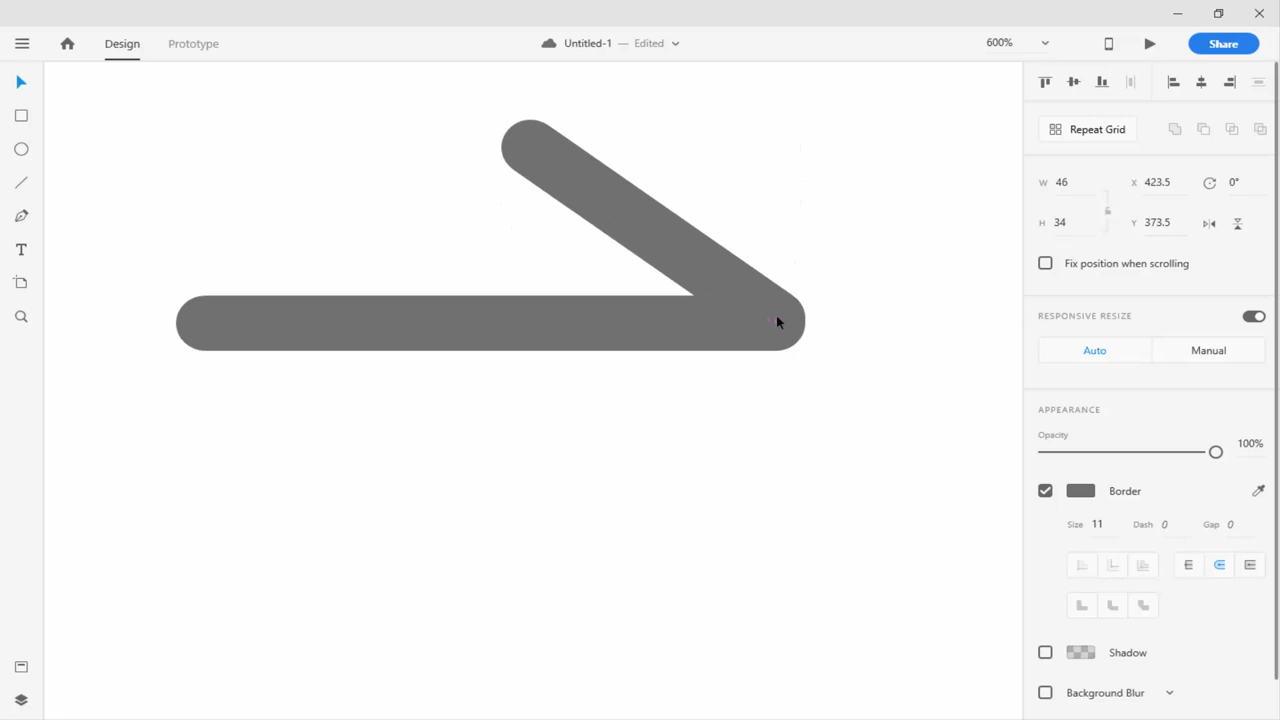 Design Prototype Untitled-1 — Edited 600% Share
Repeat Grid
W 46 X 423.5 0°
H 34 Y 373.5
Fix position when scrolling
RESPONSIVE RESIZE
Auto Manual
APPEARANCE
Opacity
100%
Border
Size 11 Dash 0 Gap 0
Shadow
Background Blur